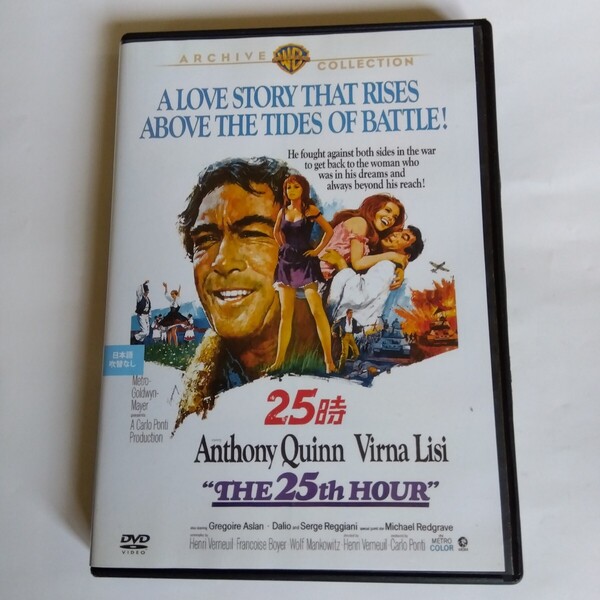 ARCHIVE WB COLLECTION
A LOVE STORY THAT RISES
ABOVE THE TIDES OF BATTLE!
He fought against both sides in the war
to get back to the woman who
was in his dreams and
always beyond his reach!
日本語
吹替なし
Metro-
Goldwyn-
Mayer
presents
A Carlo Ponti
Production
25時
Anthony Quinn Virna Lisi
"THE 25th HOUR"
Gregoire Aslan · Dalio and Serge Reggiani Michael Redgrave
Henri Verneuil Francoise Boyer Wolf Mankowitz Henri Verneuil Carlo Ponti
METRO
COLOR
DVD
VIDEO